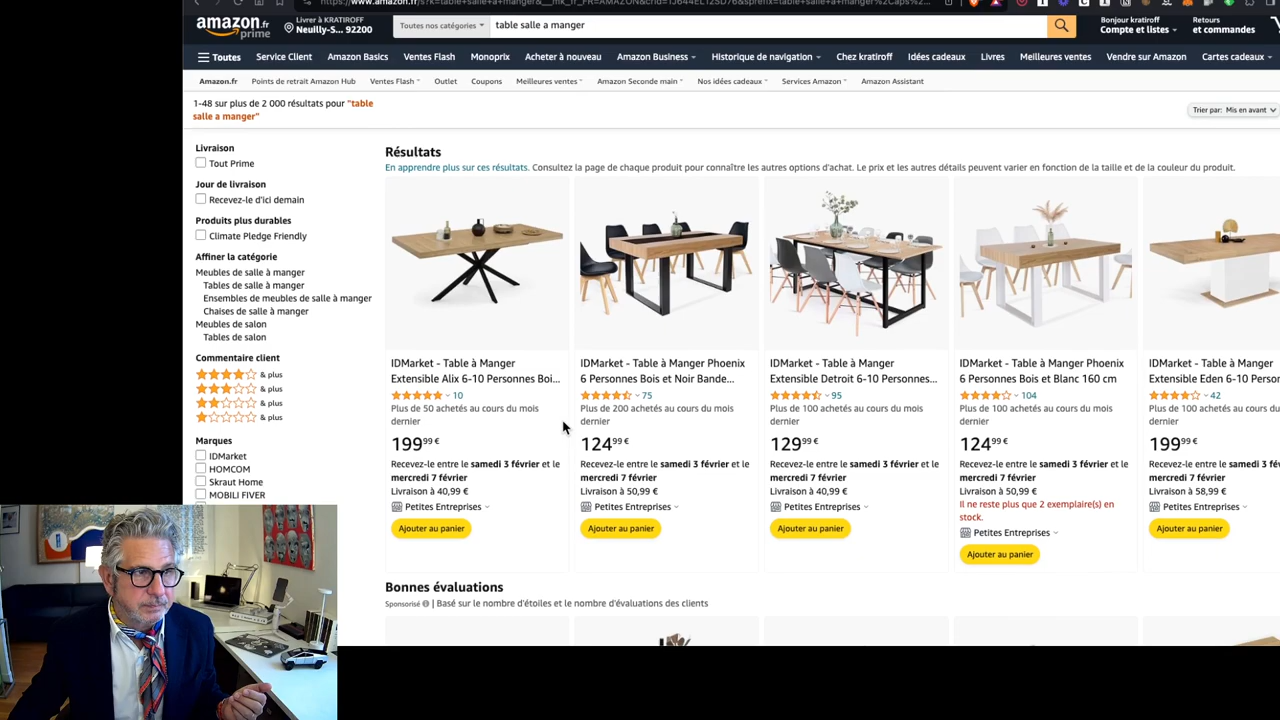 amazon.fr
prime
Livrer à KRATIROFF
Neuilly-S... 92200
Toutes nos catégories
table salle a manger
Bonjour kratiroff
Compte et listes
Retours
et commandes
Toutes
Service Client
Amazon Basics
Ventes Flash
Monoprix
Acheter à nouveau
Amazon Business
Historique de navigation
Chez kratiroff
Idées cadeaux
Livres
Meilleures ventes
Vendre sur Amazon
Cartes cadeaux
Amazon.fr
Points de retrait Amazon Hub
Ventes Flash
Outlet
Coupons
Meilleures ventes
Amazon Seconde main
Nos idées cadeaux
Services Amazon
Amazon Assistant
1-48 sur plus de 2 000 résultats pour "table
salle a manger"
Trier par: Mis en avant
Livraison
Tout Prime
Jour de livraison
Recevez-le d'ici demain
Produits plus durables
Climate Pledge Friendly
Affiner la catégorie
Meubles de salle à manger
Tables de salle à manger
Ensembles de meubles de salle à manger
Chaises de salle à manger
Meubles de salon
Tables de salon
Commentaire client
& plus
& plus
& plus
& plus
Marques
IDMarket
HOMCOM
Skraut Home
MOBILI FIVER
Résultats
En apprendre plus sur ces résultats. Consultez la page de chaque produit pour connaître les autres options d'achat. Le prix et les autres détails peuvent varier en fonction de la taille et de la couleur du produit.
IDMarket - Table à Manger
Extensible Alix 6-10 Personnes Boi...
10
Plus de 50 achetés au cours du mois
dernier
199,99 €
Recevez-le entre le samedi 3 février et le
mercredi 7 février
Livraison à 40,99 €
Petites Entreprises
Ajouter au panier
IDMarket - Table à Manger Phoenix
6 Personnes Bois et Noir Bande...
75
Plus de 200 achetés au cours du mois
dernier
124,99 €
Recevez-le entre le samedi 3 février et le
mercredi 7 février
Livraison à 50,99 €
Petites Entreprises
Ajouter au panier
IDMarket - Table à Manger
Extensible Detroit 6-10 Personnes...
95
Plus de 100 achetés au cours du mois
dernier
129,99 €
Recevez-le entre le samedi 3 février et le
mercredi 7 février
Livraison à 40,99 €
Petites Entreprises
Ajouter au panier
IDMarket - Table à Manger Phoenix
6 Personnes Bois et Blanc 160 cm
104
Plus de 100 achetés au cours du mois
dernier
124,99 €
Recevez-le entre le samedi 3 février et le
mercredi 7 février
Livraison à 50,99 €
Il ne reste plus que 2 exemplaire(s) en
stock.
Petites Entreprises
Ajouter au panier
IDMarket - Table à Manger
Extensible Eden 6-10 Person
42
Plus de 100 achetés au cours du mois
dernier
199,99 €
Recevez-le entre le samedi 3
mercredi 7 février
Livraison à 58,99 €
Petites Entreprises
Ajouter au panier
Bonnes évaluations
Sponsorisé | Basé sur le nombre d'étoiles et le nombre d'évaluations des clients